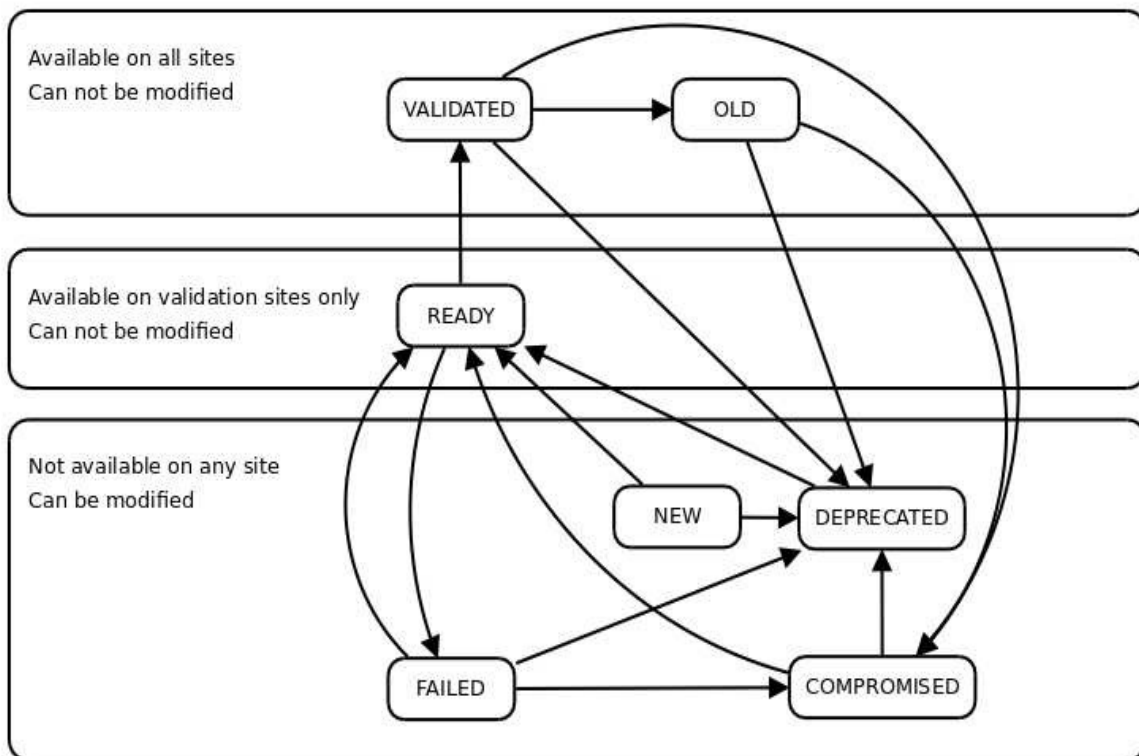 Available on all sites
Can not be modified
VALIDATED
OLD
Available on validation sites only
Can not be modified
READY
Not available on any site
Can be modified
NEW
DEPRECATED
FAILED
COMPROMISED